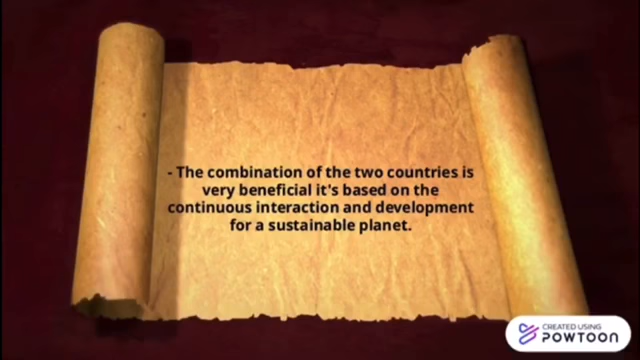 - The combination of the two countries is
very beneficial it's based on the
continuous interaction and development
for a sustainable planet.
CREATED USING
POWTOON